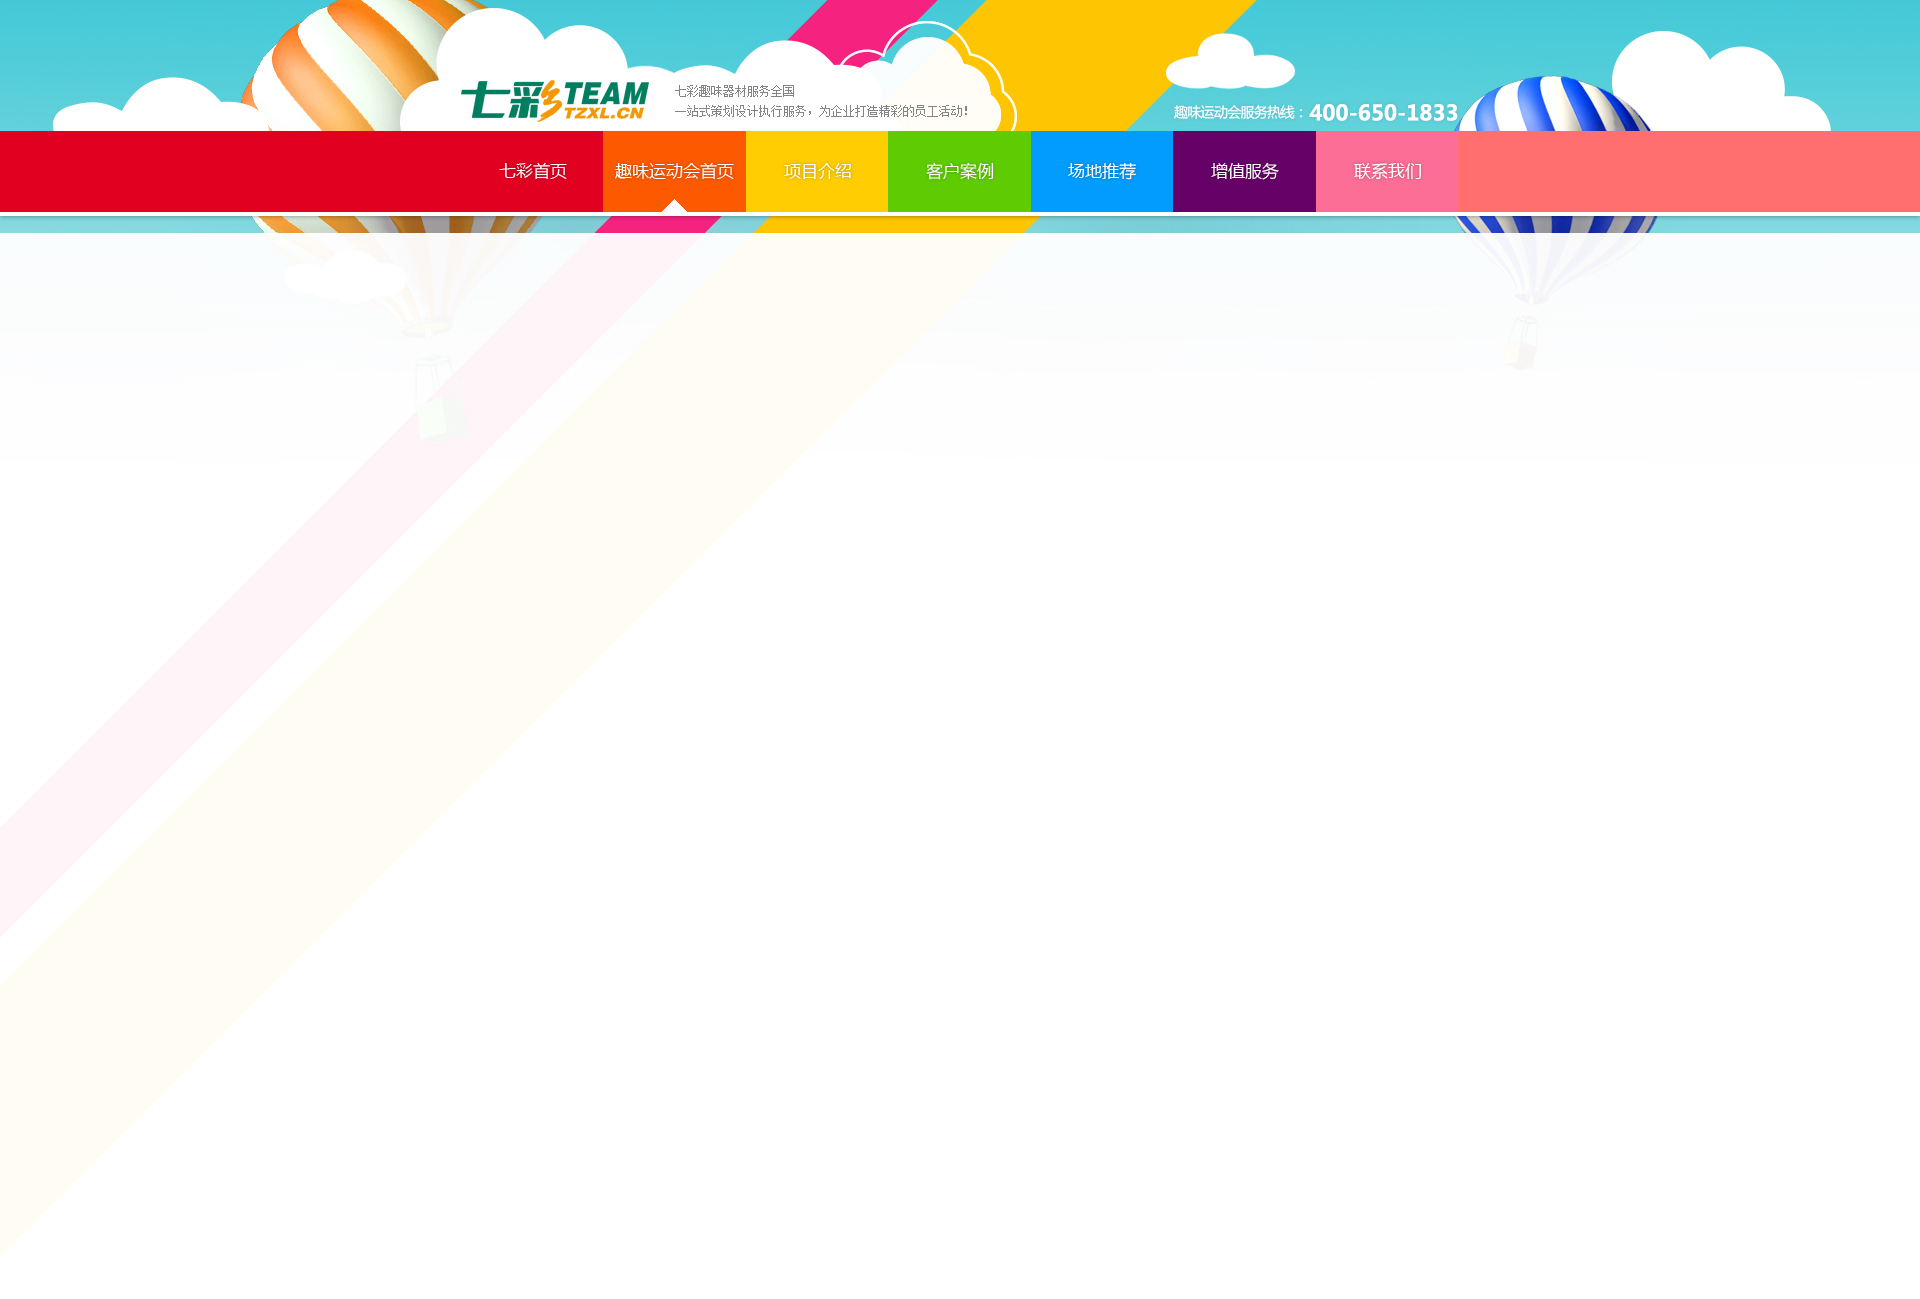 七彩TEAM
TZXL.CN
七彩趣味器材服务全国
一站式策划设计执行服务，为企业打造精彩的员工活动！
趣味运动会服务热线：400-650-1833
七彩首页
趣味运动会首页
项目介绍
客户案例
场地推荐
增值服务
联系我们